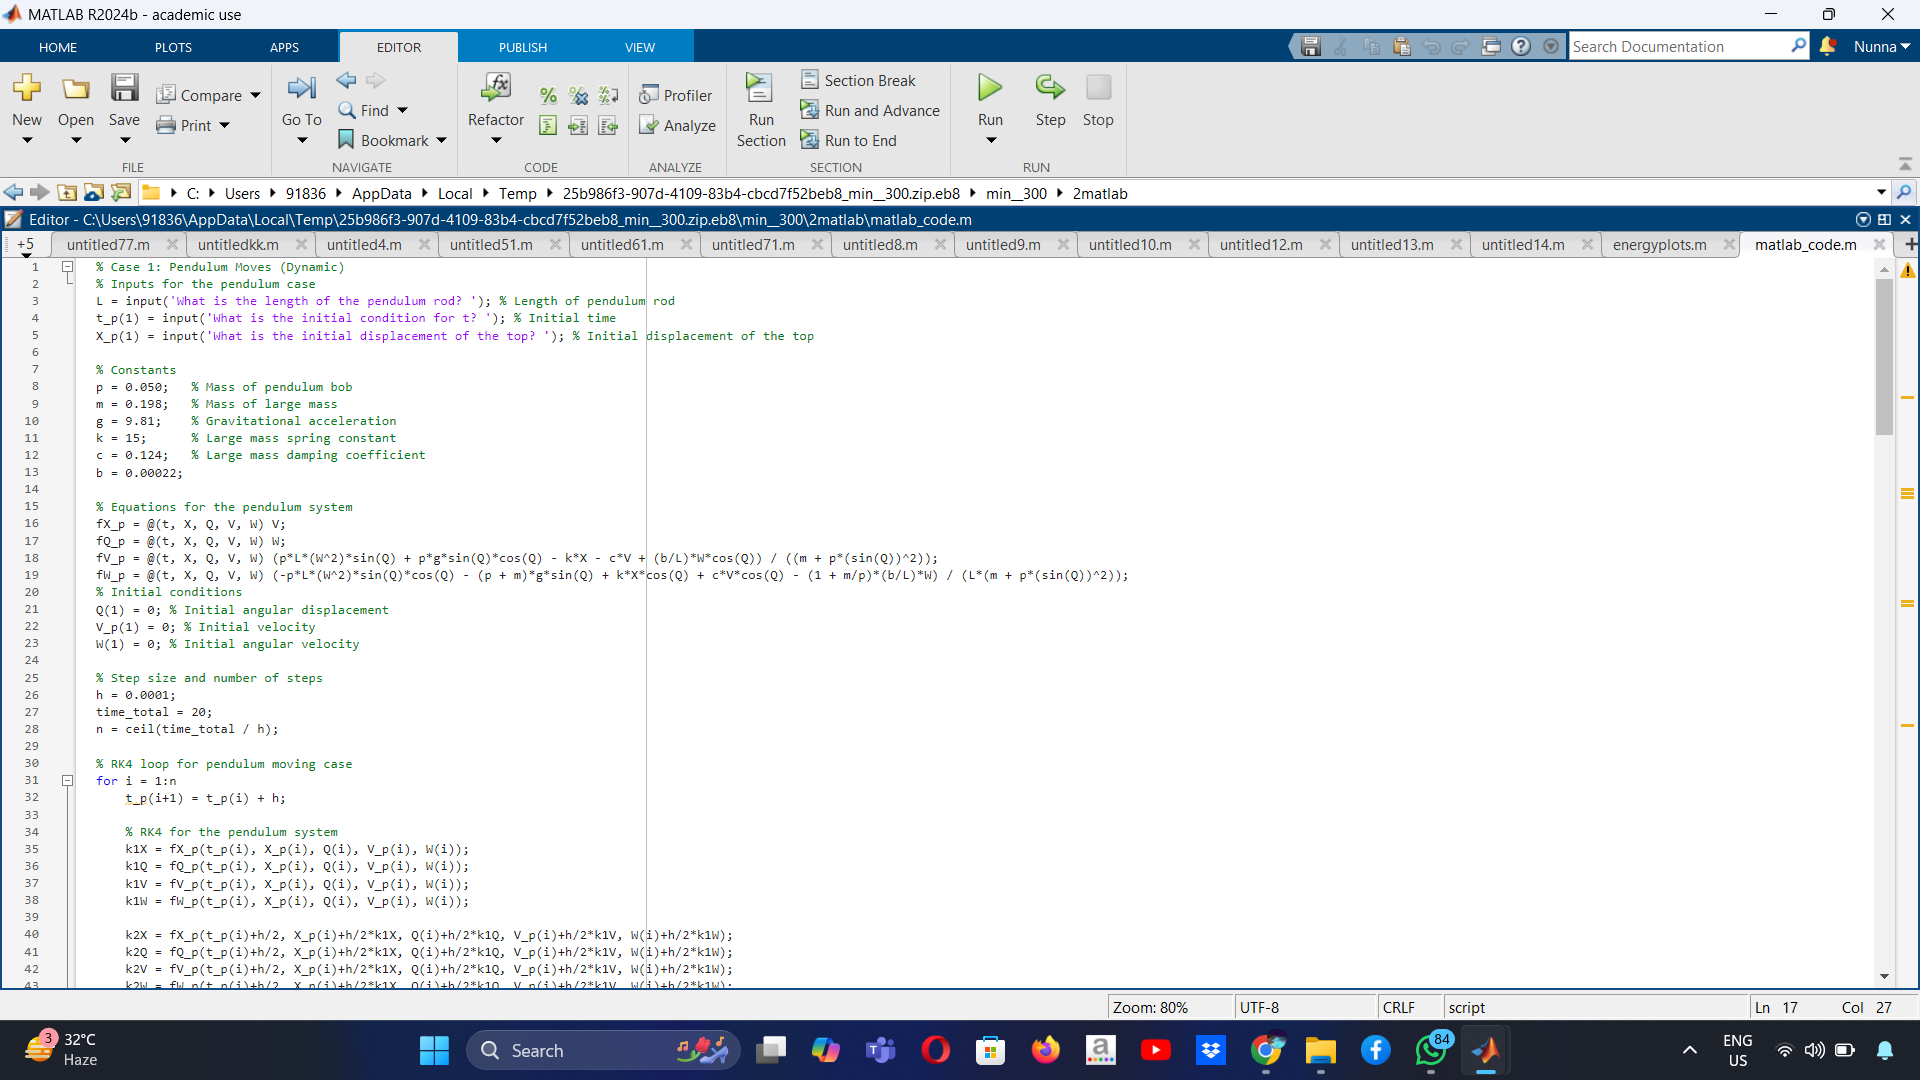 MATLAB R2024b - academic use
HOME PLOTS APPS EDITOR PUBLISH VIEW Search Documentation Nunna
New Open Save Compare Print Go To Find Bookmark Refactor Profiler Analyze Run Section Section Break Run and Advance Run to End Run Step Stop
FILE NAVIGATE CODE ANALYZE SECTION RUN
C: Users 91836 AppData Local Temp 25b986f3-907d-4109-83b4-cbcd7f52beb8_min__300.zip.eb8 min__300 2matlab
Editor - C:\Users\91836\AppData\Local\Temp\25b986f3-907d-4109-83b4-cbcd7f52beb8_min__300.zip.eb8\min__300\2matlab\matlab_code.m
+5 untitled77.m untitledkk.m untitled4.m untitled51.m untitled61.m untitled71.m untitled8.m untitled9.m untitled10.m untitled12.m untitled13.m untitled14.m energyplots.m matlab_code.m
1 % Case 1: Pendulum Moves (Dynamic)
2 % Inputs for the pendulum case
3 L = input('What is the length of the pendulum rod? '); % Length of pendulum rod
4 t_p(1) = input('What is the initial condition for t? '); % Initial time
5 X_p(1) = input('What is the initial displacement of the top? '); % Initial displacement of the top
6
7 % Constants
8 p = 0.050; % Mass of pendulum bob
9 m = 0.198; % Mass of large mass
10 g = 9.81; % Gravitational acceleration
11 k = 15; % Large mass spring constant
12 c = 0.124; % Large mass damping coefficient
13 b = 0.00022;
14
15 % Equations for the pendulum system
16 fX_p = @(t, X, Q, V, W) V;
17 fQ_p = @(t, X, Q, V, W) W;
18 fV_p = @(t, X, Q, V, W) (p*L*(W^2)*sin(Q) + p*g*sin(Q)*cos(Q) - k*X - c*V + (b/L)*W*cos(Q)) / ((m + p*(sin(Q))^2));
19 fW_p = @(t, X, Q, V, W) (-p*L*(W^2)*sin(Q)*cos(Q) - (p + m)*g*sin(Q) + k*X*cos(Q) + c*V*cos(Q) - (1 + m/p)*(b/L)*W) / (L*(m + p*(sin(Q))^2));
20 % Initial conditions
21 Q(1) = 0; % Initial angular displacement
22 V_p(1) = 0; % Initial velocity
23 W(1) = 0; % Initial angular velocity
24
25 % Step size and number of steps
26 h = 0.0001;
27 time_total = 20;
28 n = ceil(time_total / h);
29
30 % RK4 loop for pendulum moving case
31 for i = 1:n
32 t_p(i+1) = t_p(i) + h;
33
34 % RK4 for the pendulum system
35 k1X = fX_p(t_p(i), X_p(i), Q(i), V_p(i), W(i));
36 k1Q = fQ_p(t_p(i), X_p(i), Q(i), V_p(i), W(i));
37 k1V = fV_p(t_p(i), X_p(i), Q(i), V_p(i), W(i));
38 k1W = fW_p(t_p(i), X_p(i), Q(i), V_p(i), W(i));
39
40 k2X = fX_p(t_p(i)+h/2, X_p(i)+h/2*k1X, Q(i)+h/2*k1Q, V_p(i)+h/2*k1V, W(i)+h/2*k1W);
41 k2Q = fQ_p(t_p(i)+h/2, X_p(i)+h/2*k1X, Q(i)+h/2*k1Q, V_p(i)+h/2*k1V, W(i)+h/2*k1W);
42 k2V = fV_p(t_p(i)+h/2, X_p(i)+h/2*k1X, Q(i)+h/2*k1Q, V_p(i)+h/2*k1V, W(i)+h/2*k1W);
43 k2W = fW_p(t_p(i)+h/2, X_p(i)+h/2*k1X, Q(i)+h/2*k1Q, V_p(i)+h/2*k1V, W(i)+h/2*k1W);
Zoom: 80% UTF-8 CRLF script Ln 17 Col 27
3 32°C
Haze
Search
84
ENG
US